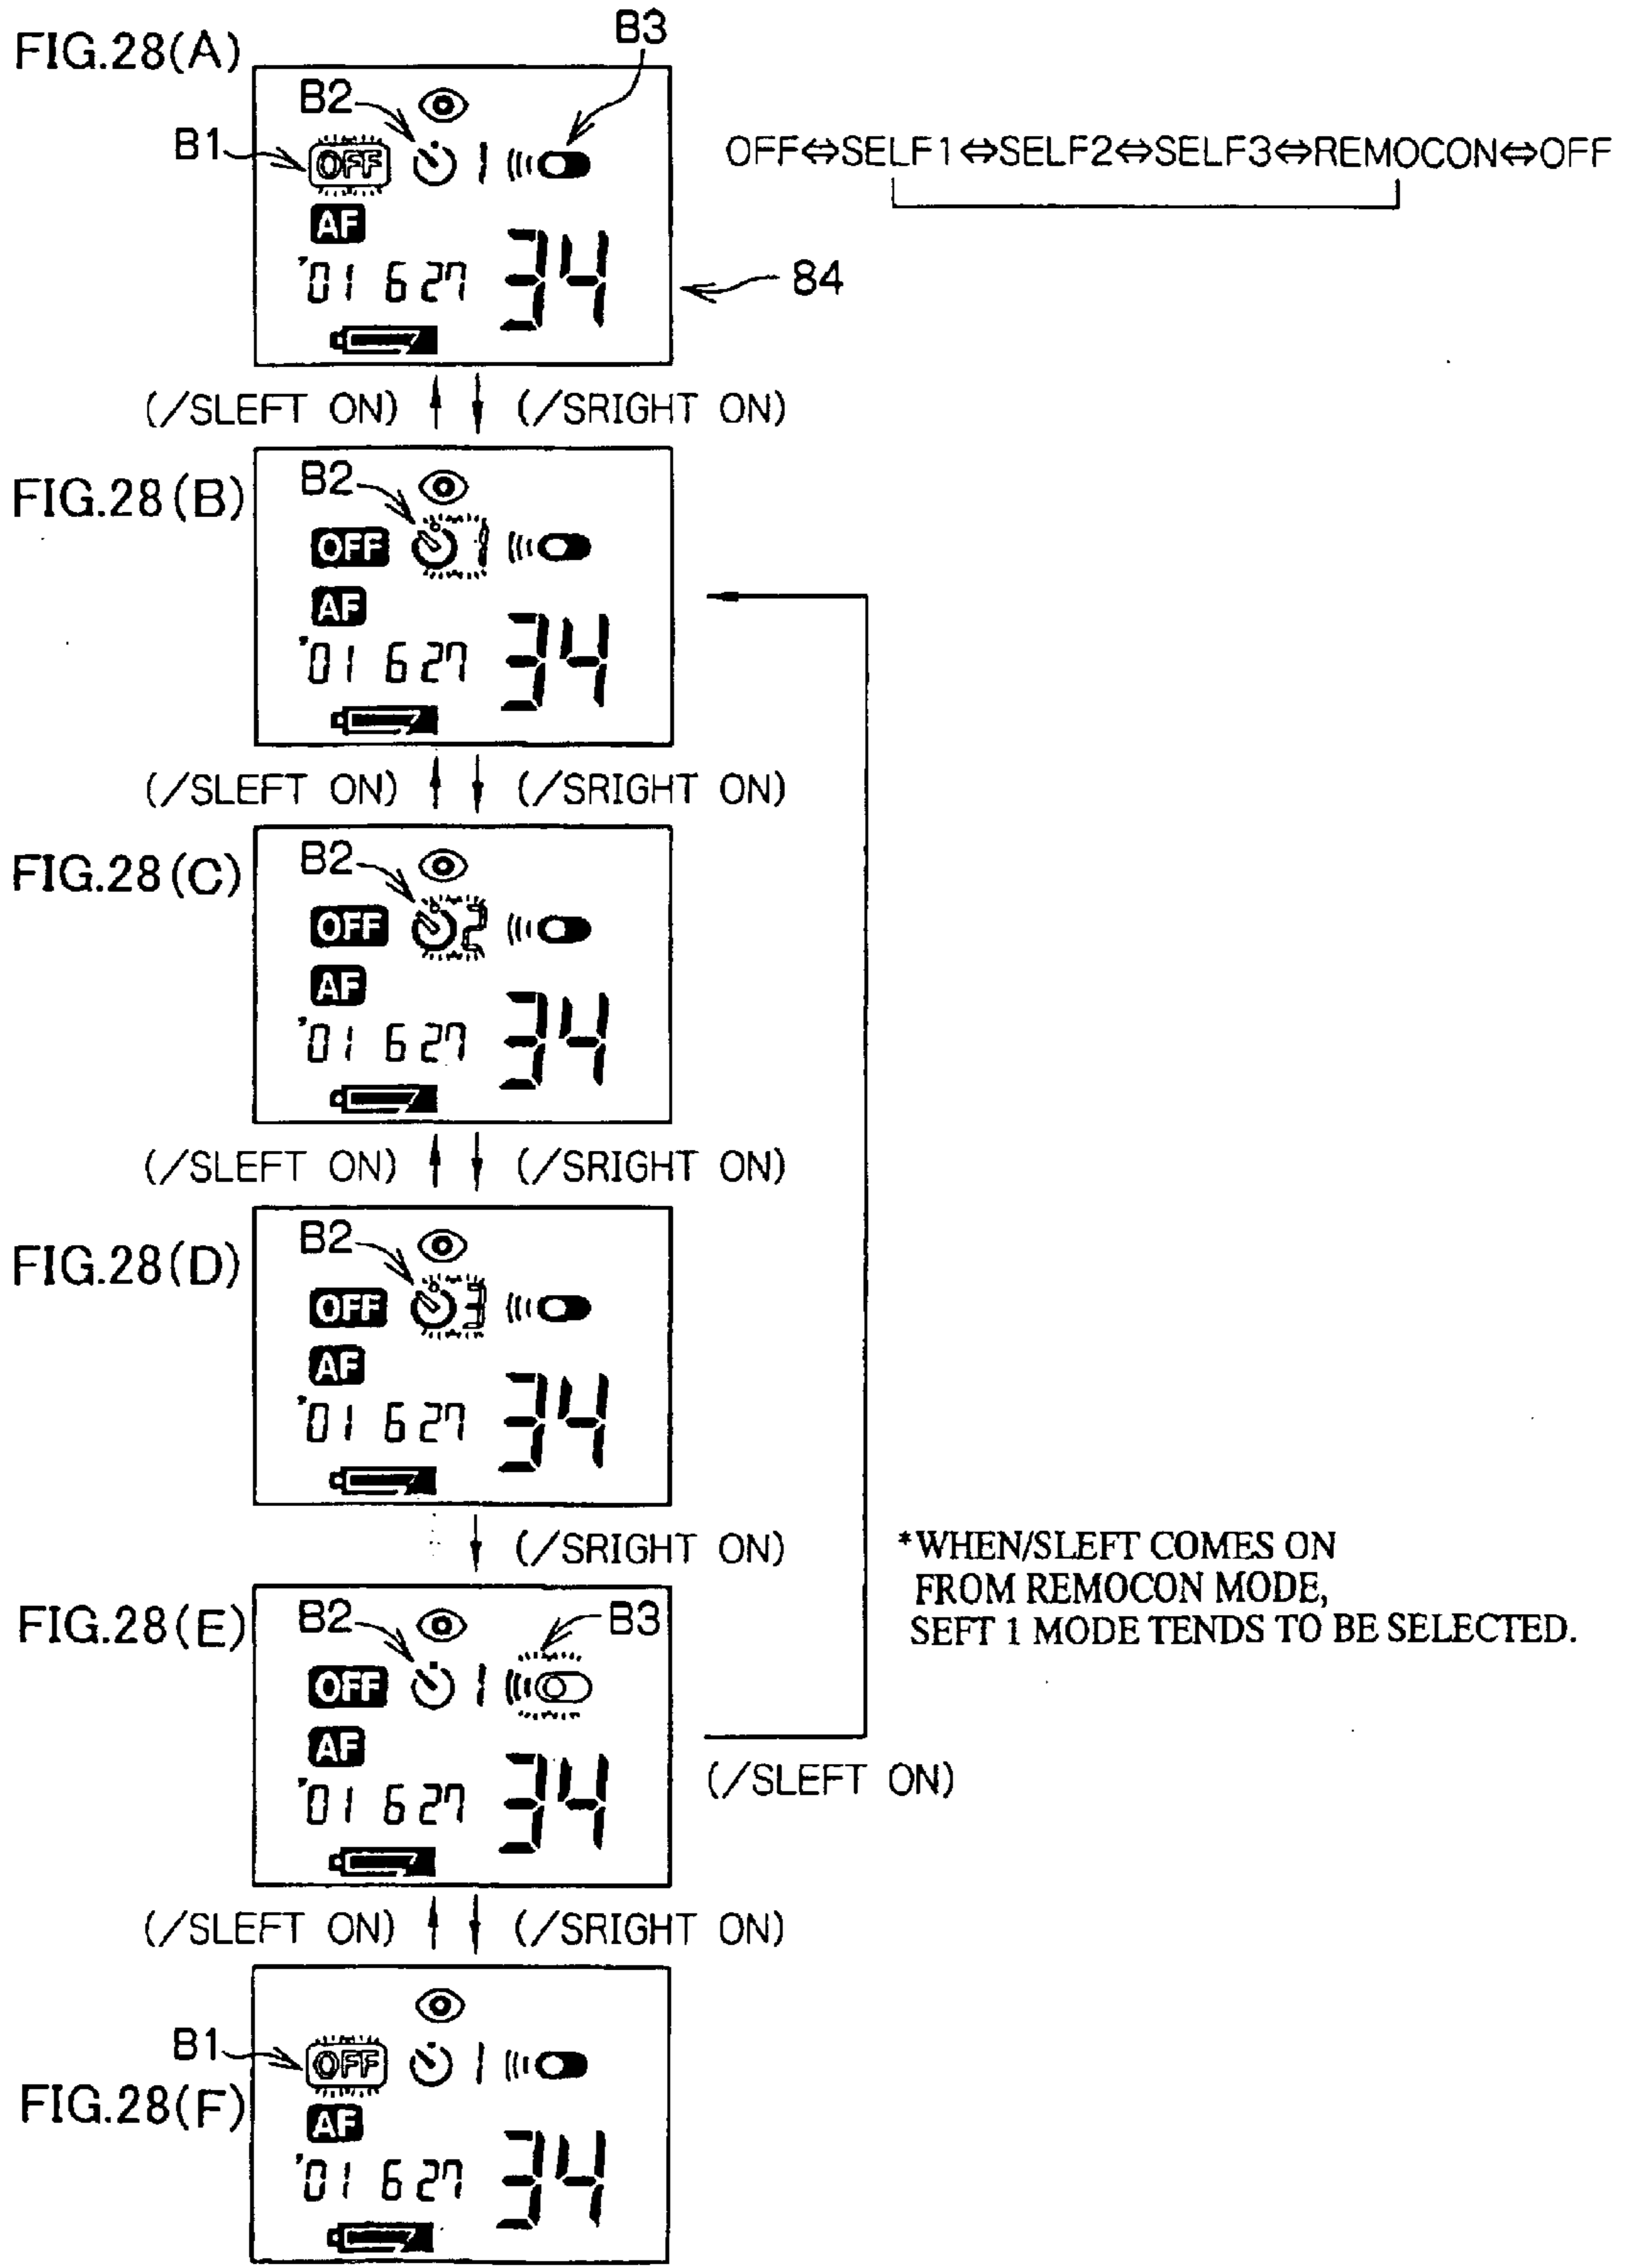 FIG.28(A)
B3
B2
B1
OFF 1
OFF⇔SELF1⇔SELF2⇔SELF3⇔REMOCON⇔OFF
AF
'01 6 27 34
84
(/SLEFT ON) (/SRIGHT ON)
FIG.28(B)
B2
OFF 1
AF
'01 6 27 34
(/SLEFT ON) (/SRIGHT ON)
FIG.28(C)
B2
OFF 2
AF
'01 6 27 34
(/SLEFT ON) (/SRIGHT ON)
FIG.28(D)
B2
OFF 3
AF
'01 6 27 34
(/SRIGHT ON)
*WHEN/SLEFT COMES ON
FROM REMOCON MODE,
SEFT 1 MODE TENDS TO BE SELECTED.
FIG.28(E)
B2
B3
OFF 1
AF
'01 6 27 34
(/SLEFT ON)
(/SLEFT ON) (/SRIGHT ON)
FIG.28(F)
B1
OFF 1
AF
'01 6 27 34